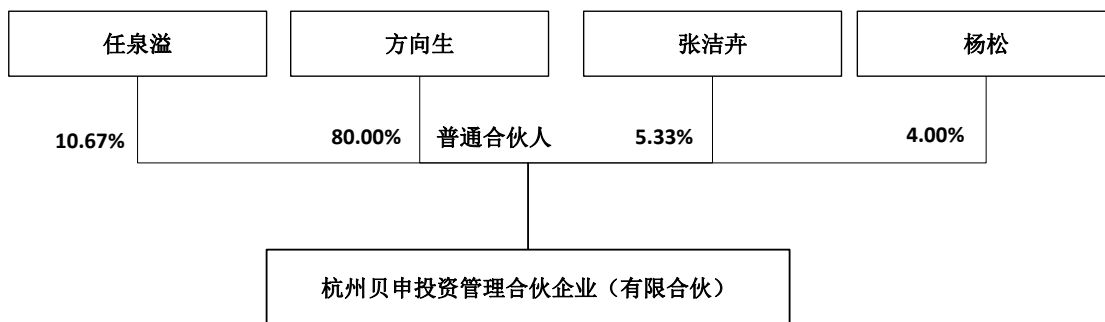 任泉溢
方向生
张洁卉
杨松
10.67%
80.00%
普通合伙人
5.33%
4.00%
杭州贝申投资管理合伙企业（有限合伙）